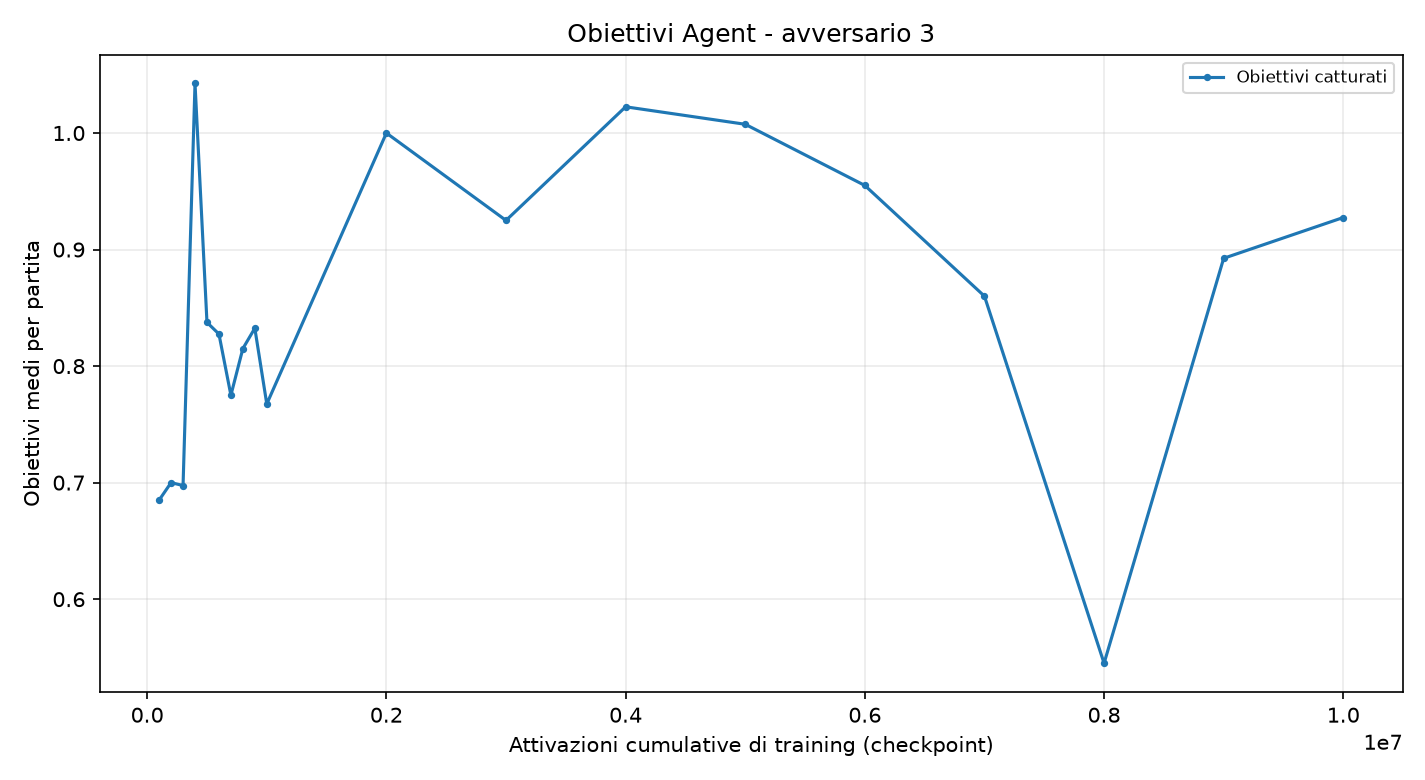 Obiettivi Agent - avversario 3
Obiettivi catturati
Obiettivi medi per partita
1.0
0.9
0.8
0.7
0.6
0.0
0.2
0.4
0.6
0.8
1.0
1e7
Attivazioni cumulative di training (checkpoint)